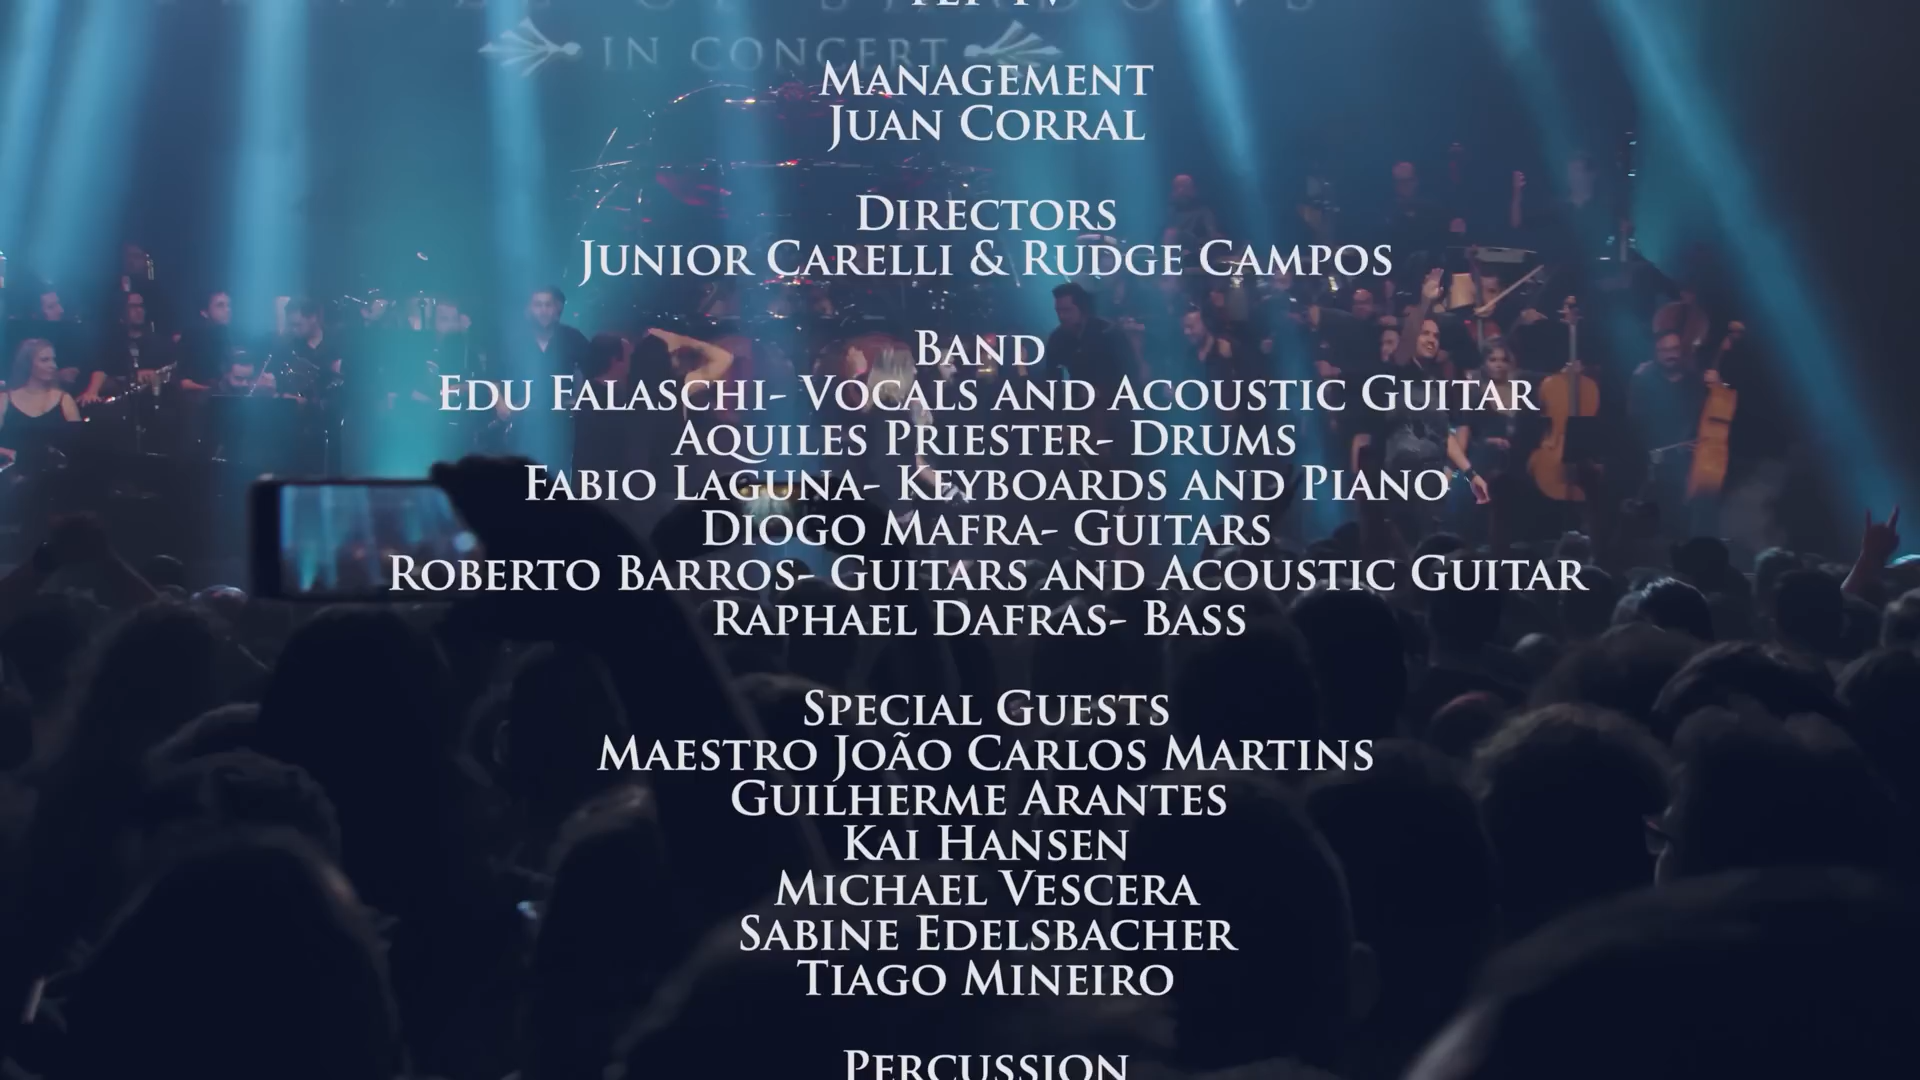 IN CONCERT
MANAGEMENT
JUAN CORRAL
DIRECTORS
JUNIOR CARELLI & RUDGE CAMPOS
BAND
EDU FALASCHI- VOCALS AND ACOUSTIC GUITAR
AQUILES PRIESTER- DRUMS
FABIO LAGUNA- KEYBOARDS AND PIANO
DIOGO MAFRA- GUITARS
ROBERTO BARROS- GUITARS AND ACOUSTIC GUITAR
RAPHAEL DAFRAS- BASS
SPECIAL GUESTS
MAESTRO JOÃO CARLOS MARTINS
GUILHERME ARANTES
KAI HANSEN
MICHAEL VESCERA
SABINE EDELSBACHER
TIAGO MINEIRO
PERCUSSION